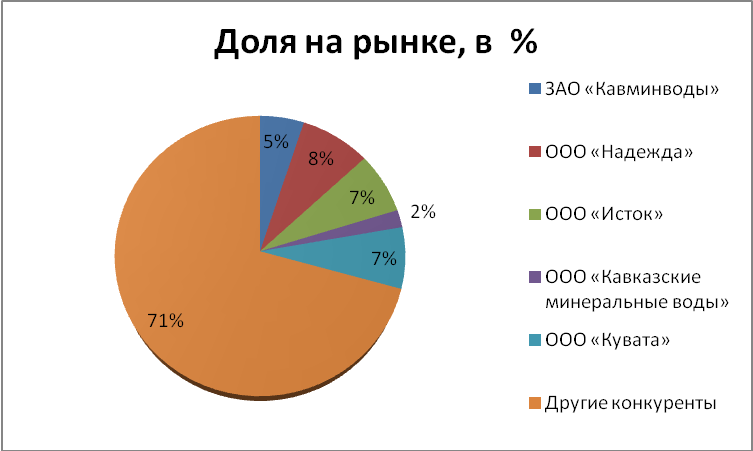 Доля на рынке, в %
5%
8%
7%
2%
7%
71%
ЗАО «Кавминводы»
ООО «Надежда»
ООО «Исток»
ООО «Кавказские
минеральные воды»
ООО «Кувата»
Другие конкуренты